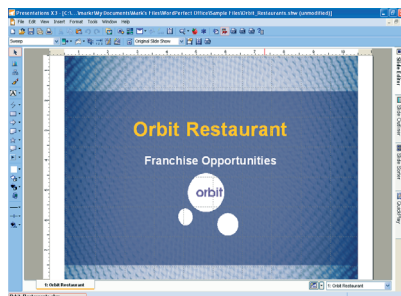 Presentations X3 - [C:\...\Mark\My Documents\Mark's Files\WordPerfect Office\Sample Files\Orbit_Restaurants.shw (unmodified)]
File Edit View Insert Format Tools Window Help
Sweep
Original Slide Show
Orbit Restaurant
Franchise Opportunities
orbit
Slide Editor
Slide Outliner
Slide Sorter
QuickPlay
1: Orbit Restaurant
1: Orbit Restaurant